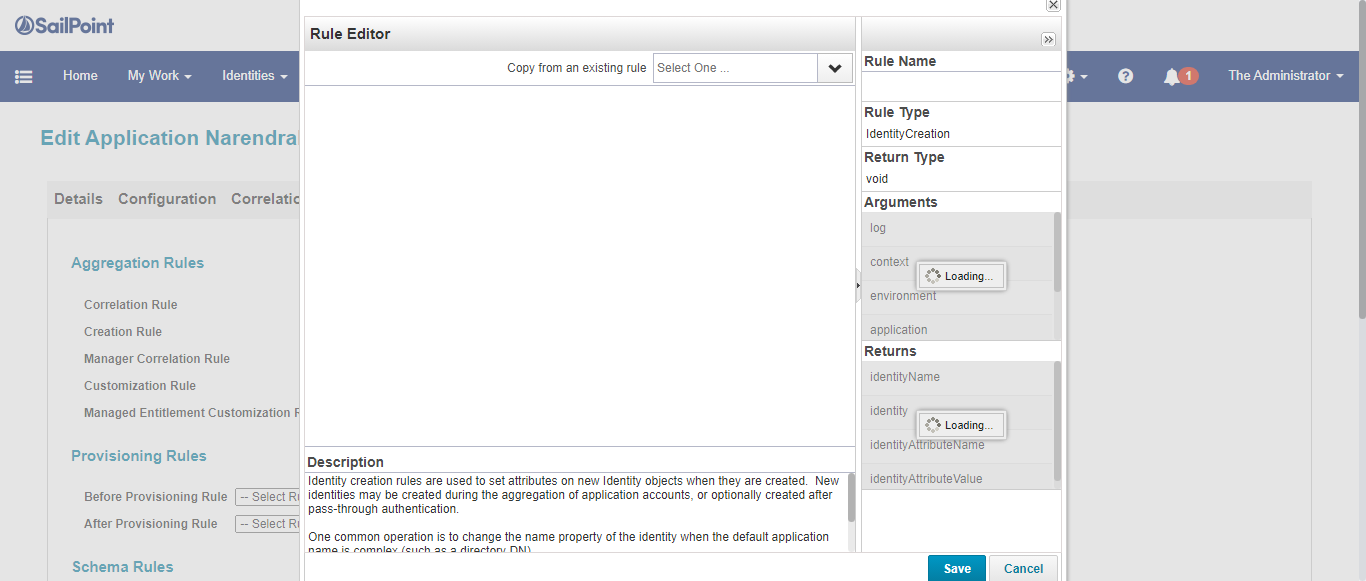 SailPoint
Home
My Work
Identities
1
The Administrator
Edit Application Narendra
Details
Configuration
Correlatio
Aggregation Rules
Correlation Rule
Creation Rule
Manager Correlation Rule
Customization Rule
Managed Entitlement Customization R
Provisioning Rules
Before Provisioning Rule
-- Select Ru
After Provisioning Rule
-- Select Ru
Schema Rules
Rule Editor
Copy from an existing rule
Select One ...
Description
Identity creation rules are used to set attributes on new Identity objects when they are created. New
identities may be created during the aggregation of application accounts, or optionally created after
pass-through authentication.
One common operation is to change the name property of the identity when the default application
name is complex (such as a directory DN)
Rule Name
Rule Type
IdentityCreation
Return Type
void
Arguments
log
context
Loading...
environment
application
Returns
identityName
identity
Loading...
identityAttributeName
identityAttributeValue
Save
Cancel